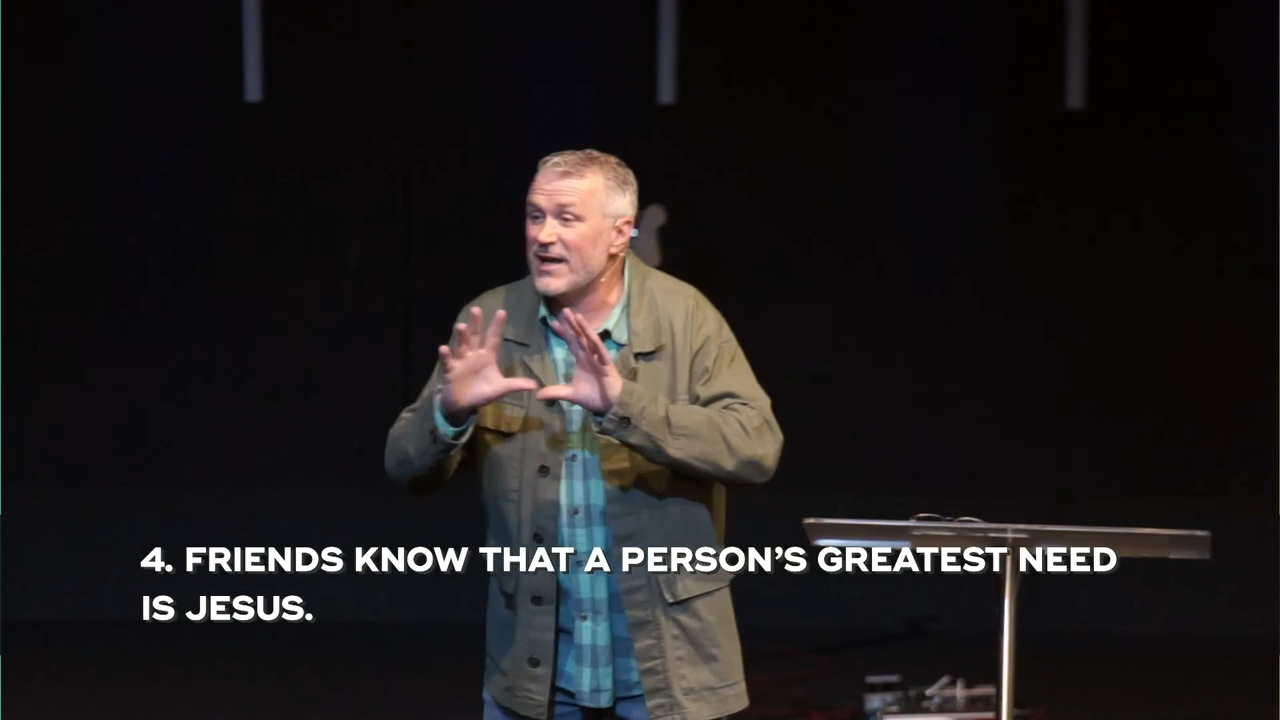 4. FRIENDS KNOW THAT A PERSON’S GREATEST NEED
IS JESUS.